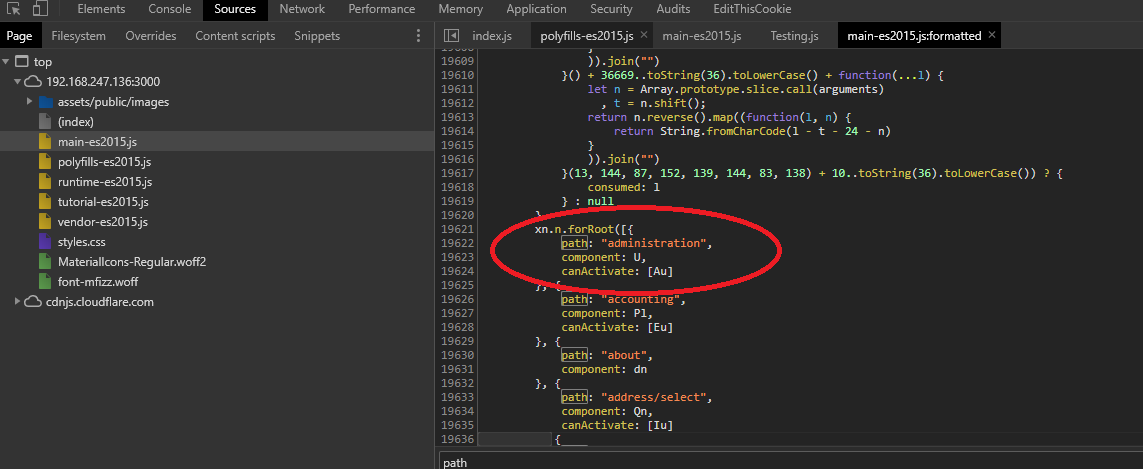 Elements Console Sources Network Performance Memory Application Security Audits EditThisCookie
Page Filesystem Overrides Content scripts Snippets
index.js polyfills-es2015.js × main-es2015.js Testing.js main-es2015.js:formatted ×
top
192.168.247.136:3000
assets/public/images
(index)
main-es2015.js
polyfills-es2015.js
runtime-es2015.js
tutorial-es2015.js
vendor-es2015.js
styles.css
MaterialIcons-Regular.woff2
font-mfizz.woff
cdnjs.cloudflare.com
19608 }
19609 )).join("")
19610 }() + 36669..toString(36).toLowerCase() + function(...l) {
19611 let n = Array.prototype.slice.call(arguments)
19612 , t = n.shift();
19613 return n.reverse().map((function(l, n) {
19614 return String.fromCharCode(l - t - 24 - n)
19615 }
19616 )).join("")
19617 }(13, 144, 87, 152, 139, 144, 83, 138) + 10..toString(36).toLowerCase()) ? {
19618 consumed: l
19619 } : null
19620 }
19621 xn.n.forRoot([{
19622 path: "administration",
19623 component: U,
19624 canActivate: [Au]
19625 }, {
19626 path: "accounting",
19627 component: Pl,
19628 canActivate: [Eu]
19629 }, {
19630 path: "about",
19631 component: dn
19632 }, {
19633 path: "address/select",
19634 component: Qn,
19635 canActivate: [Iu]
19636 {
path